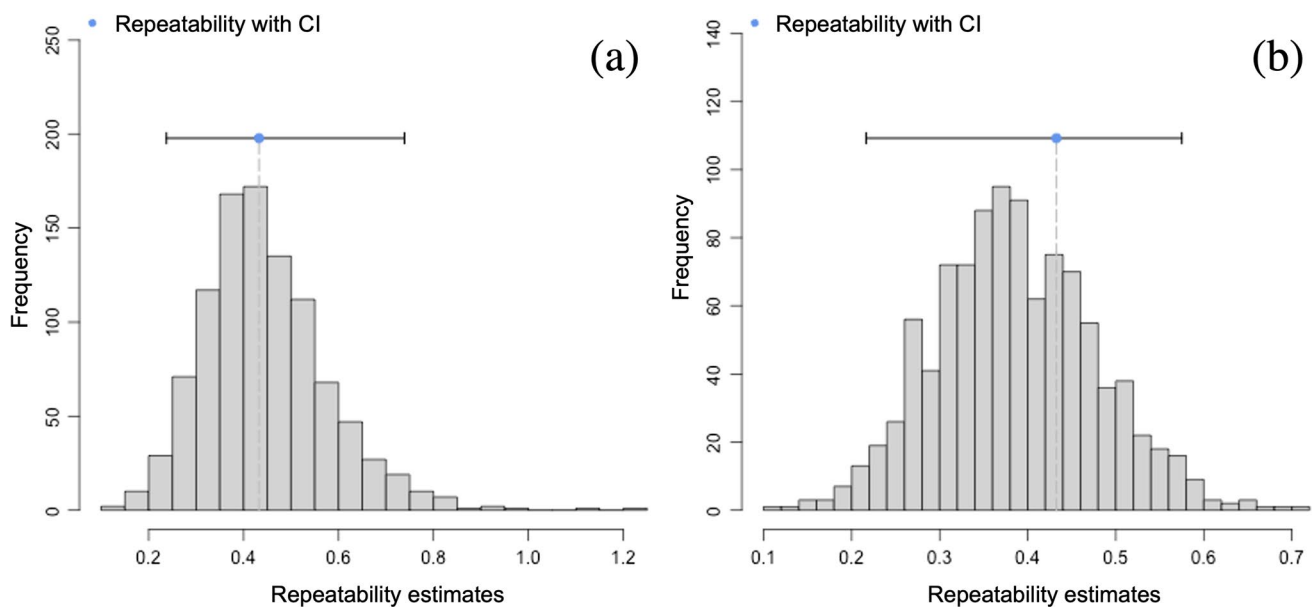 Repeatability with CI
(a)
250
200
150
100
50
0
Frequency
0.2 0.4 0.6 0.8 1.0 1.2
Repeatability estimates
Repeatability with CI
(b)
140
120
100
80
60
40
20
0
Frequency
0.1 0.2 0.3 0.4 0.5 0.6 0.7
Repeatability estimates